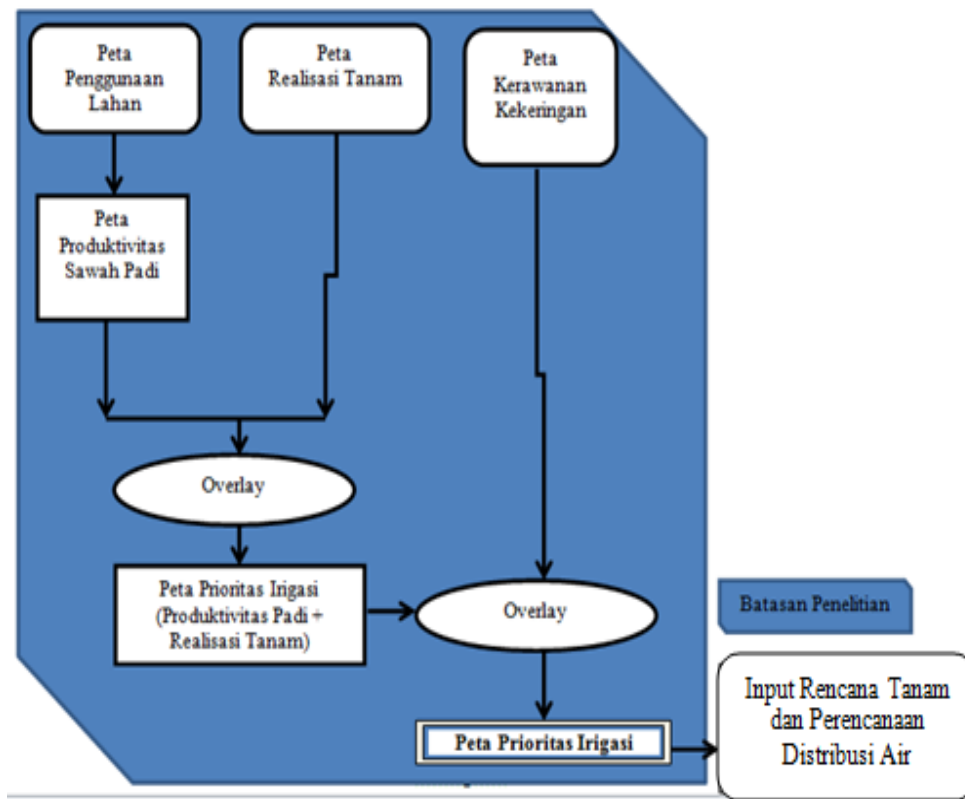 Peta
Penggunaan
Lahan
Peta
Realisasi Tanam
Peta
Kerawanan
Kekeringan
Peta
Produktivitas
Sawah Padi
Overlay
Peta Prioritas Irigasi
(Produktivitas Padi +
Realisasi Tanam)
Overlay
Batasan Penelitian
Peta Prioritas Irigasi
Input Rencana Tanam
dan Perencanaan
Distribusi Air